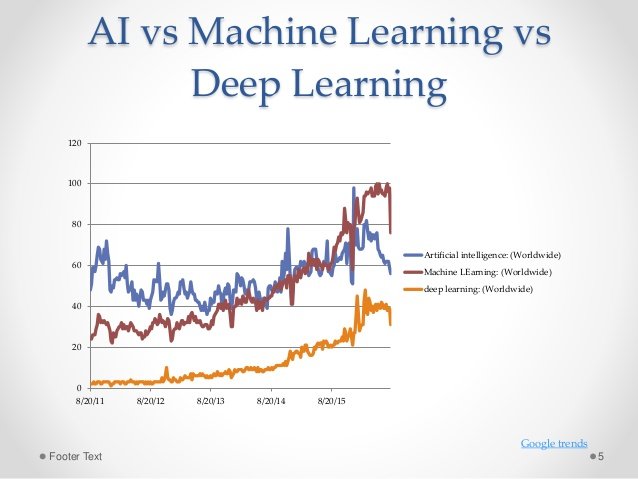 AI vs Machine Learning vs
Deep Learning
120
100
80
60
40
20
0
8/20/11 8/20/12 8/20/13 8/20/14 8/20/15
Artificial intelligence: (Worldwide)
Machine LEarning: (Worldwide)
deep learning: (Worldwide)
Google trends
Footer Text
5